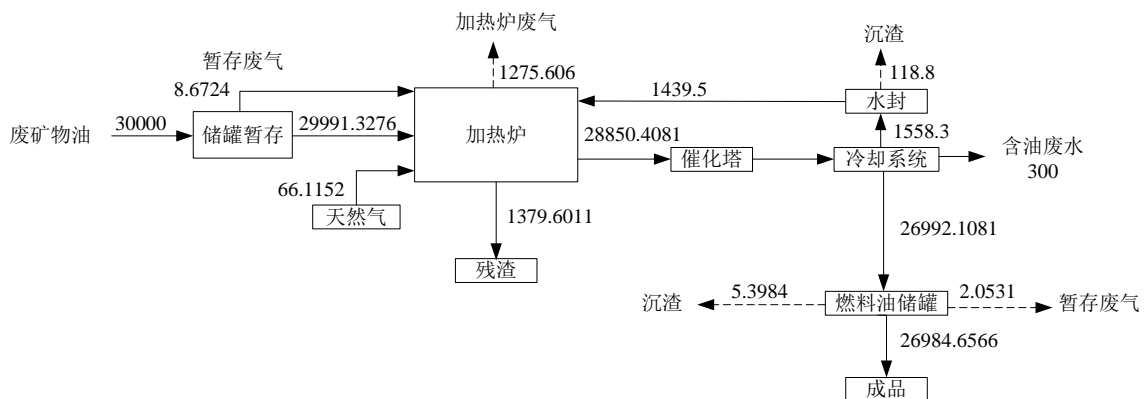 加热炉废气
沉渣
暂存废气
1275.606
118.8
8.6724
1439.5
水封
废矿物油
30000
储罐暂存
29991.3276
加热炉
28850.4081
催化塔
1558.3
冷却系统
含油废水
300
66.1152
天然气
1379.6011
26992.1081
残渣
沉渣
5.3984
燃料油储罐
2.0531
暂存废气
26984.6566
成品